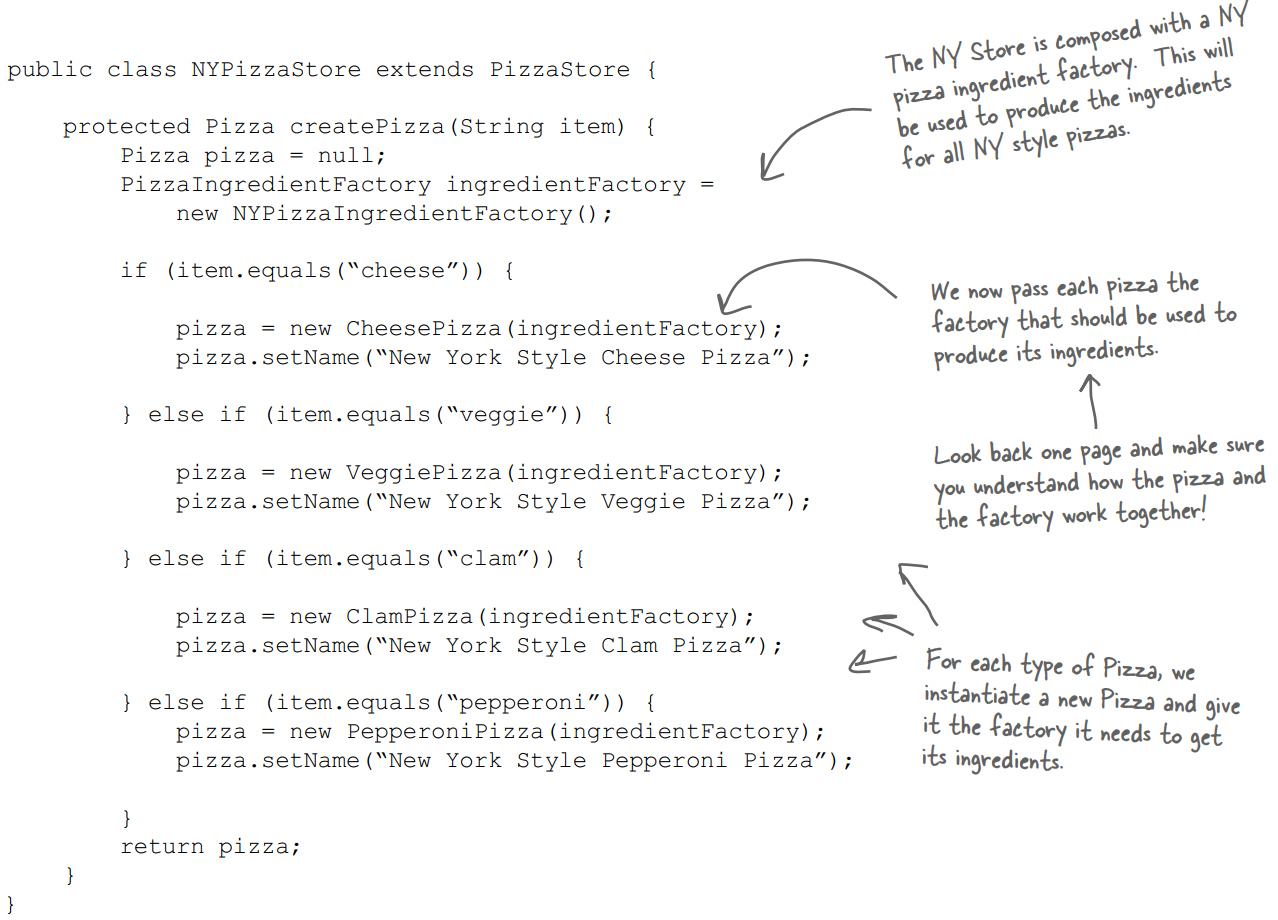 public class NYPizzaStore extends PizzaStore {
protected Pizza createPizza(String item) {
Pizza pizza = null;
PizzaIngredientFactory ingredientFactory =
new NYPizzaIngredientFactory();
if (item.equals(“cheese”)) {
pizza = new CheesePizza(ingredientFactory);
pizza.setName(“New York Style Cheese Pizza”);
} else if (item.equals(“veggie”)) {
pizza = new VeggiePizza(ingredientFactory);
pizza.setName(“New York Style Veggie Pizza”);
} else if (item.equals(“clam”)) {
pizza = new ClamPizza(ingredientFactory);
pizza.setName(“New York Style Clam Pizza”);
} else if (item.equals(“pepperoni”)) {
pizza = new PepperoniPizza(ingredientFactory);
pizza.setName(“New York Style Pepperoni Pizza”);
}
return pizza;
}
}
The NY Store is composed with a NY
pizza ingredient factory. This will
be used to produce the ingredients
for all NY style pizzas.
We now pass each pizza the
factory that should be used to
produce its ingredients.
Look back one page and make sure
you understand how the pizza and
the factory work together!
For each type of Pizza, we
instantiate a new Pizza and give
it the factory it needs to get
its ingredients.